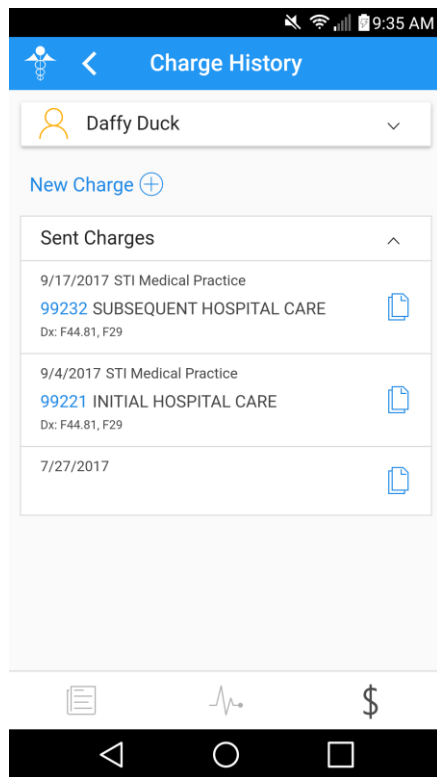 9:35 AM
Charge History
Daffy Duck
New Charge
Sent Charges
9/17/2017 STI Medical Practice
99232 SUBSEQUENT HOSPITAL CARE
Dx: F44.81, F29
9/4/2017 STI Medical Practice
99221 INITIAL HOSPITAL CARE
Dx: F44.81, F29
7/27/2017
$